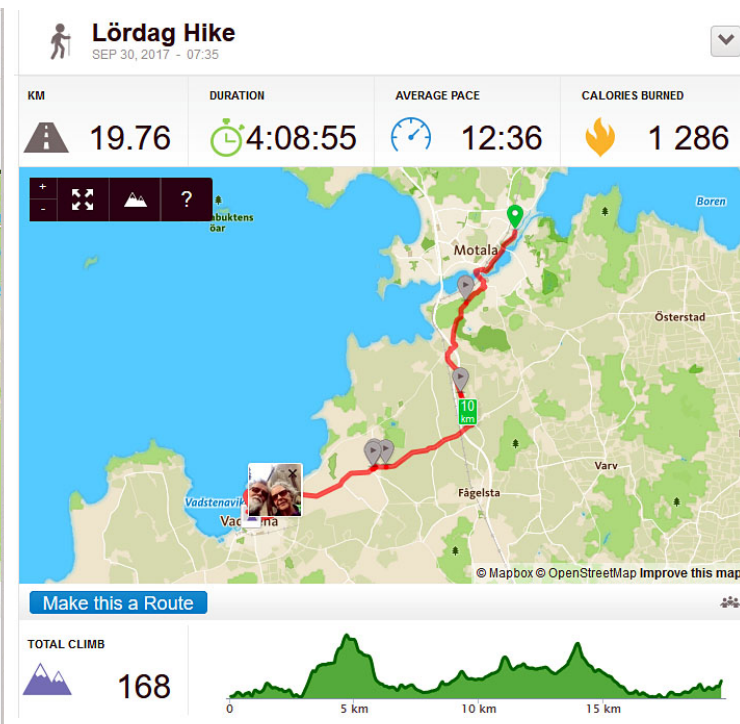 Lördag Hike
SEP 30, 2017 - 07:35
KM
DURATION
AVERAGE PACE
CALORIES BURNED
19.76
4:08:55
12:36
1 286
+
-
?
öar
Boren
Motala
Österstad
10
km
Varv
Fågelsta
© Mapbox © OpenStreetMap Improve this map
Make this a Route
TOTAL CLIMB
168
0
5 km
10 km
15 km